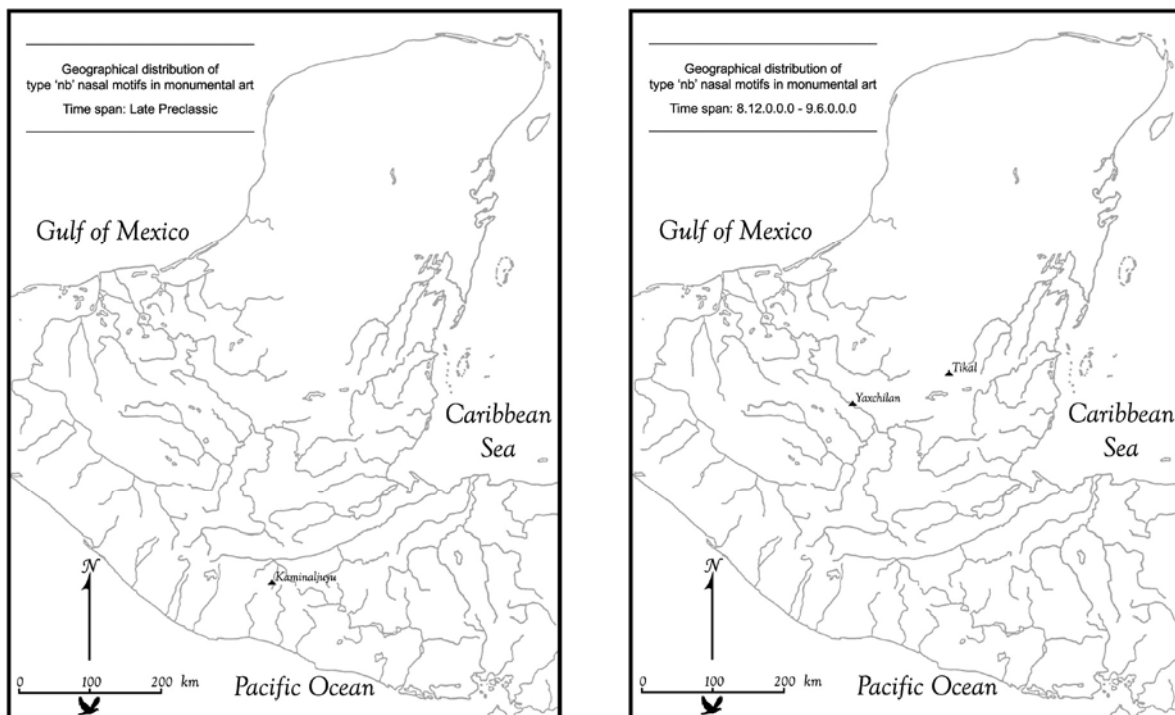 Geographical distribution of
type ‘nb’ nasal motifs in monumental art
Time span: Late Preclassic
Gulf of Mexico
Caribbean
Sea
N
Kaminaljuyu
0 100 200 km
Pacific Ocean
Geographical distribution of
type ‘nb’ nasal motifs in monumental art
Time span: 8.12.0.0.0 - 9.6.0.0.0
Gulf of Mexico
Tikal
Yaxchilan
Caribbean
Sea
N
0 100 200 km
Pacific Ocean